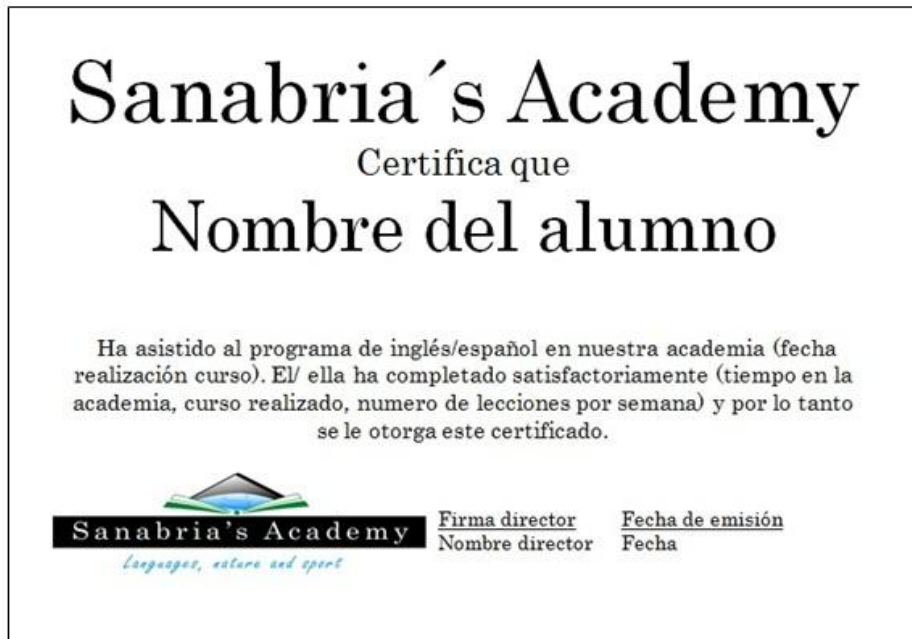 Sanabria´s Academy
Certifica que
Nombre del alumno
Ha asistido al programa de inglés/español en nuestra academia (fecha
realización curso). El/ ella ha completado satisfactoriamente (tiempo en la
academia, curso realizado, numero de lecciones por semana) y por lo tanto
se le otorga este certificado.
Sanabria's Academy
Languages, nature and sport
Firma director Fecha de emisión
Nombre director Fecha